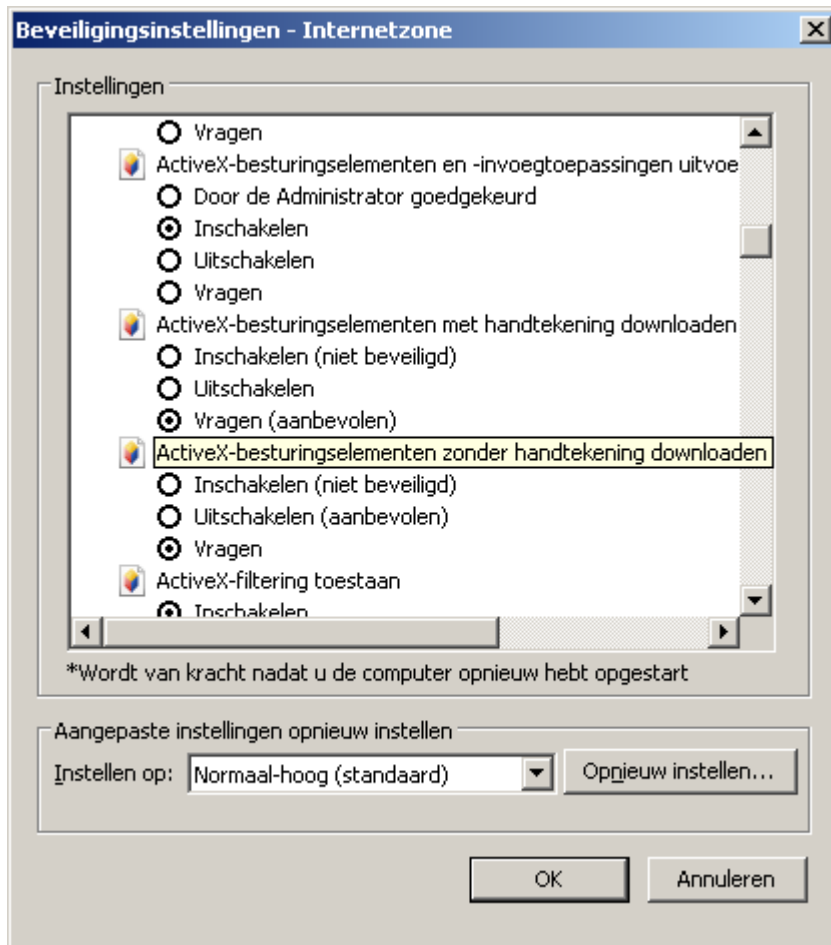 Beveiligingsinstellingen - Internetzone
Instellingen
Vragen
ActiveX-besturingselementen en -invoegtoepassingen uitvoe
Door de Administrator goedgekeurd
Inschakelen
Uitschakelen
Vragen
ActiveX-besturingselementen met handtekening downloaden
Inschakelen (niet beveiligd)
Uitschakelen
Vragen (aanbevolen)
ActiveX-besturingselementen zonder handtekening downloaden
Inschakelen (niet beveiligd)
Uitschakelen (aanbevolen)
Vragen
ActiveX-filtering toestaan
Inschakelen
*Wordt van kracht nadat u de computer opnieuw hebt opgestart
Aangepaste instellingen opnieuw instellen
Instellen op: Normaal-hoog (standaard) Opnieuw instellen...
OK Annuleren